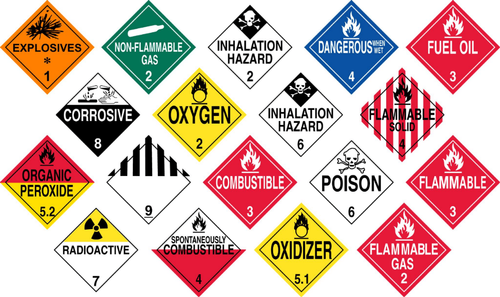 EXPLOSIVES
*
1
NON-FLAMMABLE
GAS
2
INHALATION
HAZARD
2
DANGEROUS WHEN
WET
4
FUEL OIL
3
CORROSIVE
8
OXYGEN
2
INHALATION
HAZARD
6
FLAMMABLE
SOLID
4
ORGANIC
PEROXIDE
5.2
9
COMBUSTIBLE
3
POISON
6
FLAMMABLE
3
RADIOACTIVE
7
SPONTANEOUSLY
COMBUSTIBLE
4
OXIDIZER
5.1
FLAMMABLE
GAS
2